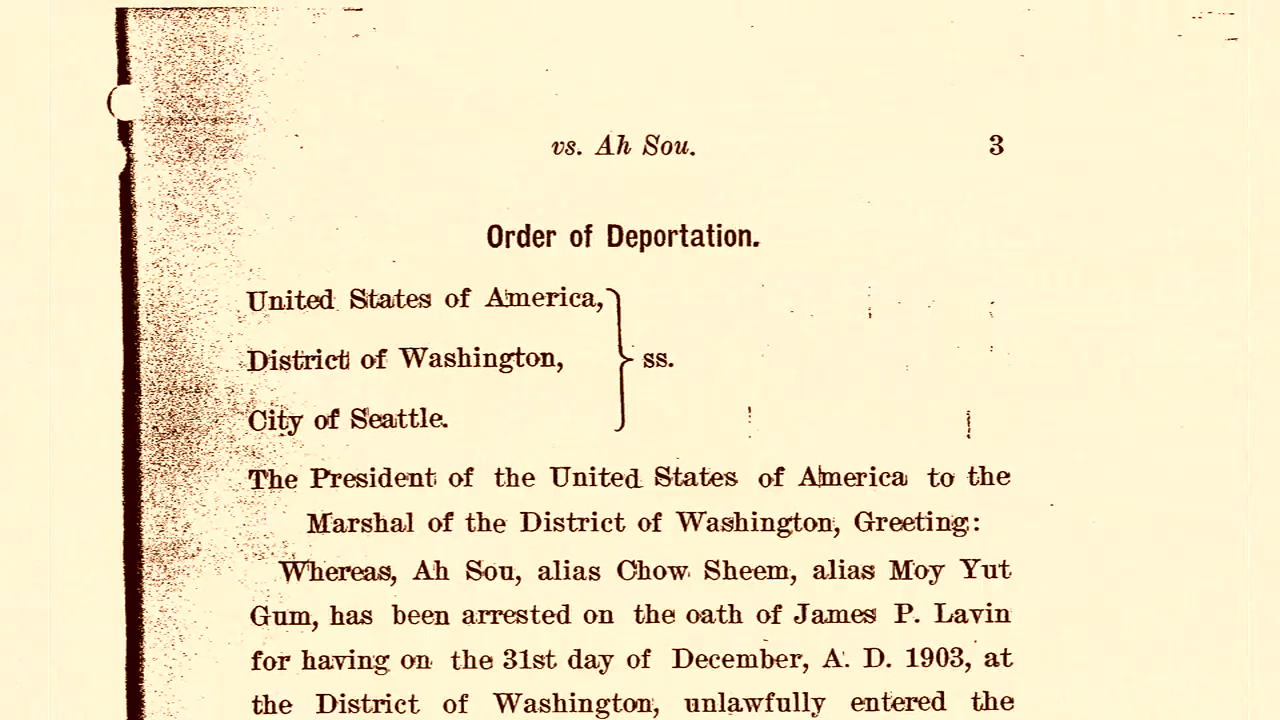 vs. Ah Sou. 3
Order of Deportation.
United States of America,
District of Washington, ss.
City of Seattle.
The President of the United States of America to the
Marshal of the District of Washington, Greeting:
Whereas, Ah Sou, alias Chow Sheem, alias Moy Yut
Gum, has been arrested on the oath of James P. Lavin
for having on the 31st day of December, A. D. 1903, at
the District of Washington, unlawfully entered the